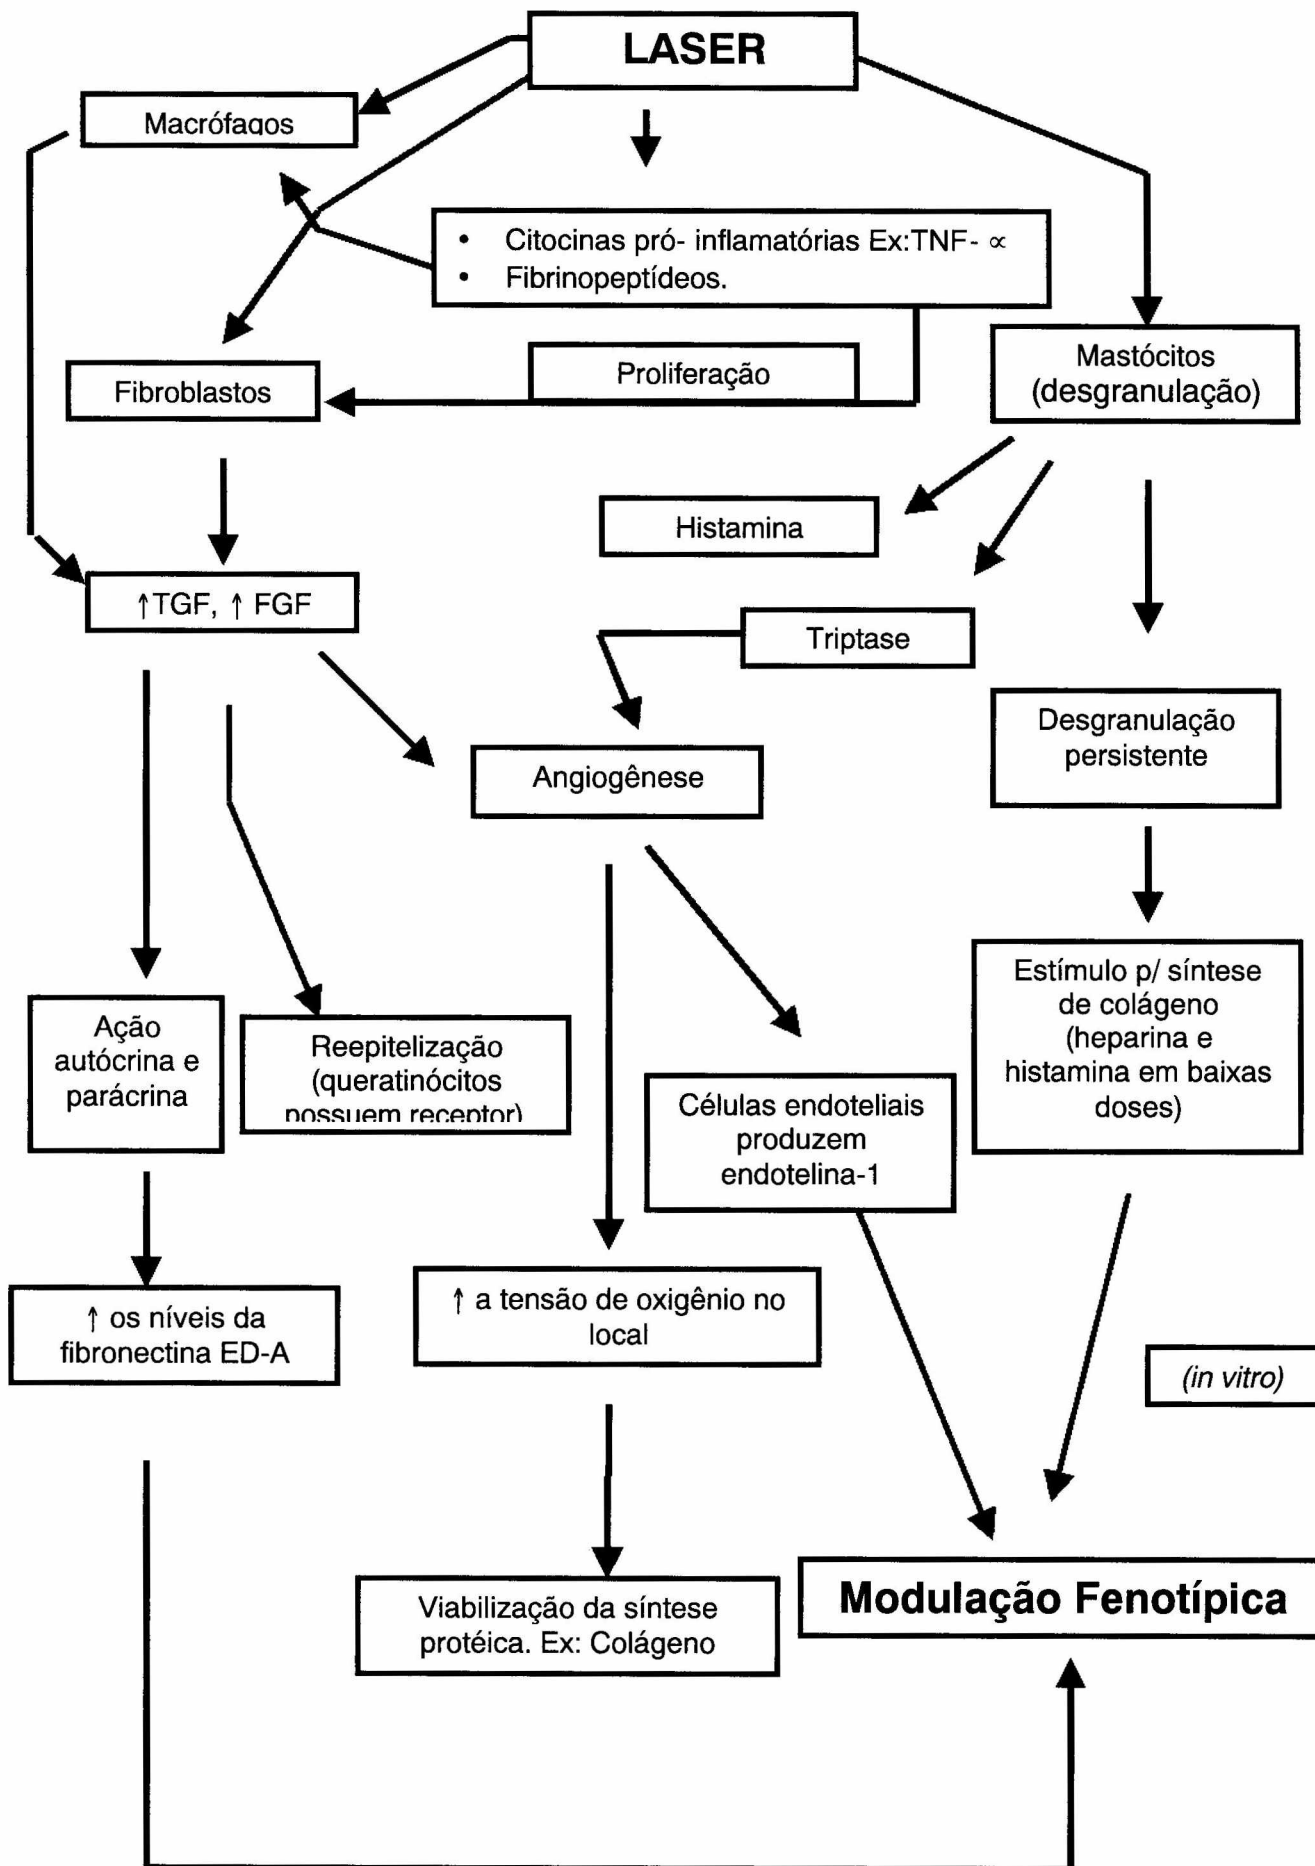 LASER
Macrófagos
• Citocinas pró- inflamatórias Ex:TNF- ∝
• Fibrinopeptídeos.
Fibroblastos
Proliferação
Mastócitos
(desgranulação)
Histamina
↑TGF, ↑ FGF
Triptase
Desgranulação
persistente
Angiogênese
Ação
autócrina e
parácrina
Reepitelização
(queratinócitos
possuem receptor)
Estímulo p/ síntese
de colágeno
(heparina e
histamina em baixas
doses)
Células endoteliais
produzem
endotelina-1
↑ os níveis da
fibronectina ED-A
↑ a tensão de oxigênio no
local
(in vitro)
Viabilização da síntese
protéica. Ex: Colágeno
Modulação Fenotípica